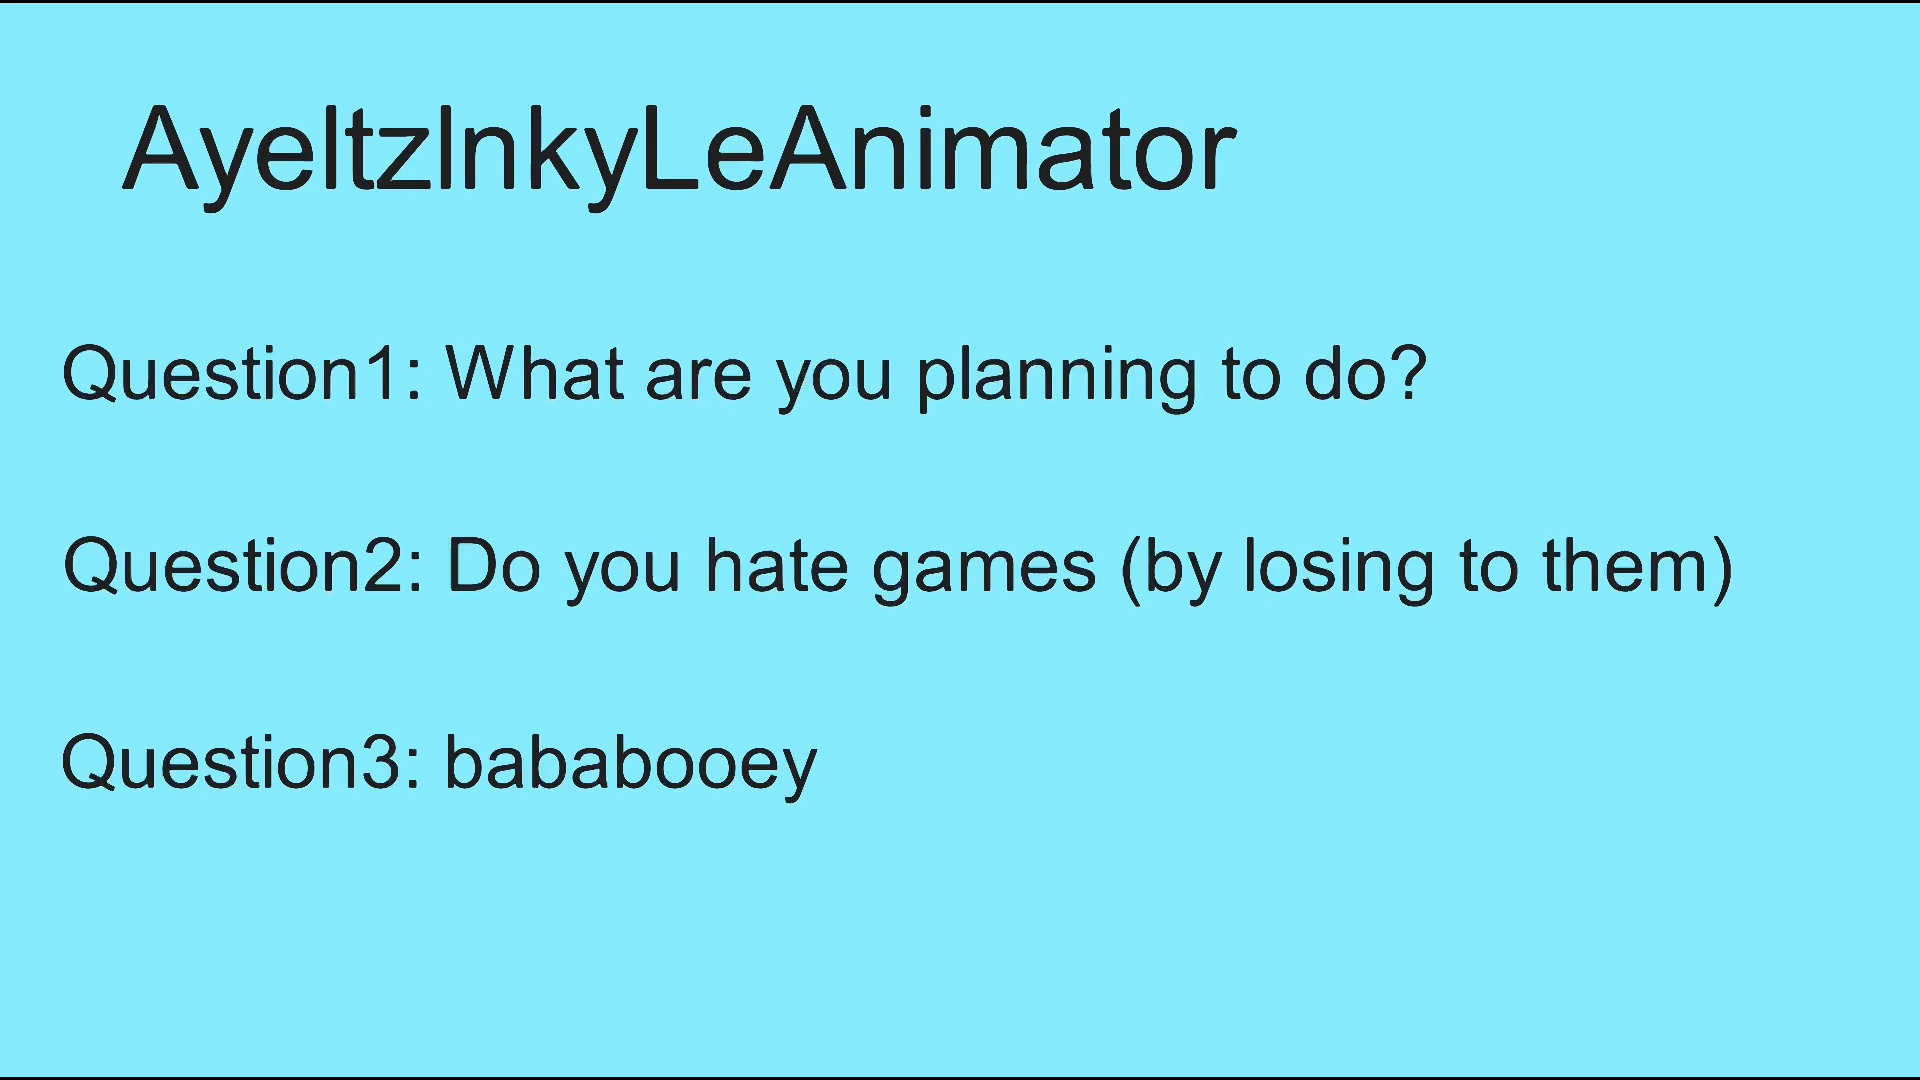 AyeItzInkyLeAnimator
Question1: What are you planning to do?
Question2: Do you hate games (by losing to them)
Question3: bababooey